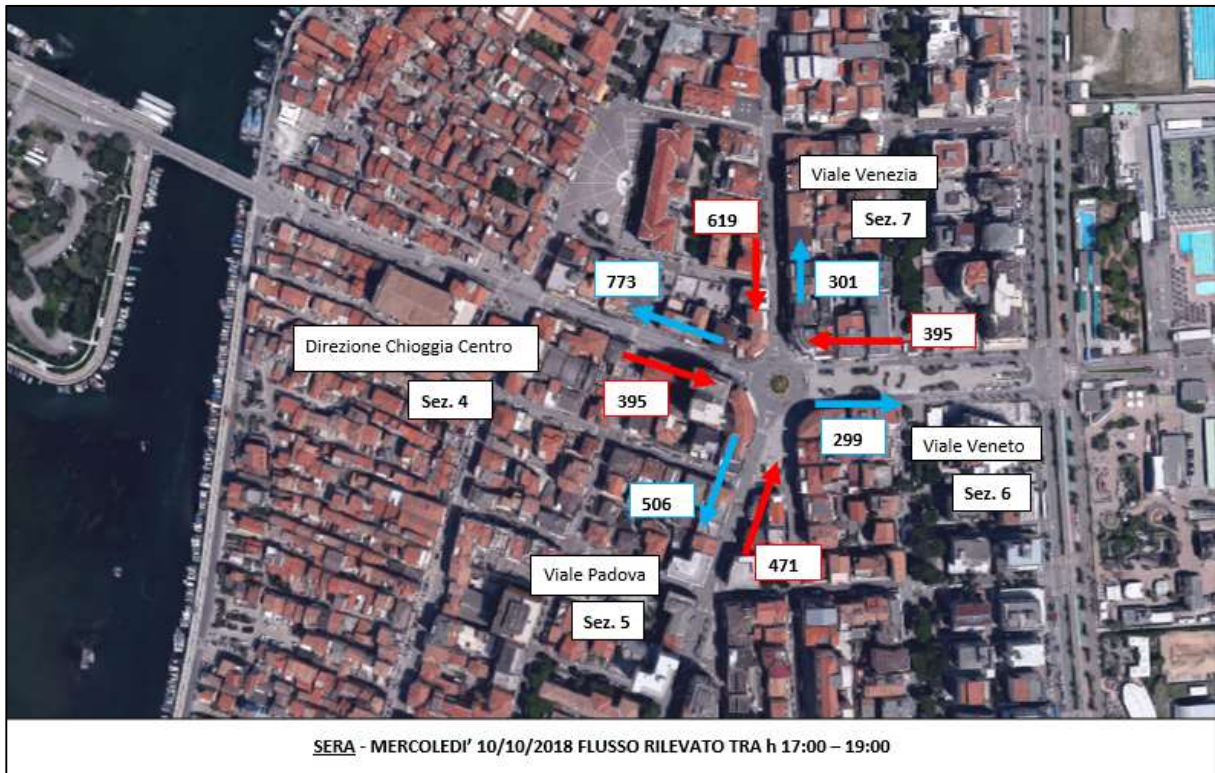 Viale Venezia
619
Sez. 7
773
301
395
Direzione Chioggia Centro
Sez. 4
395
299
Viale Veneto
506
Sez. 6
471
Viale Padova
Sez. 5
SERA - MERCOLEDI' 10/10/2018 FLUSSO RILEVATO TRA h 17:00 – 19:00